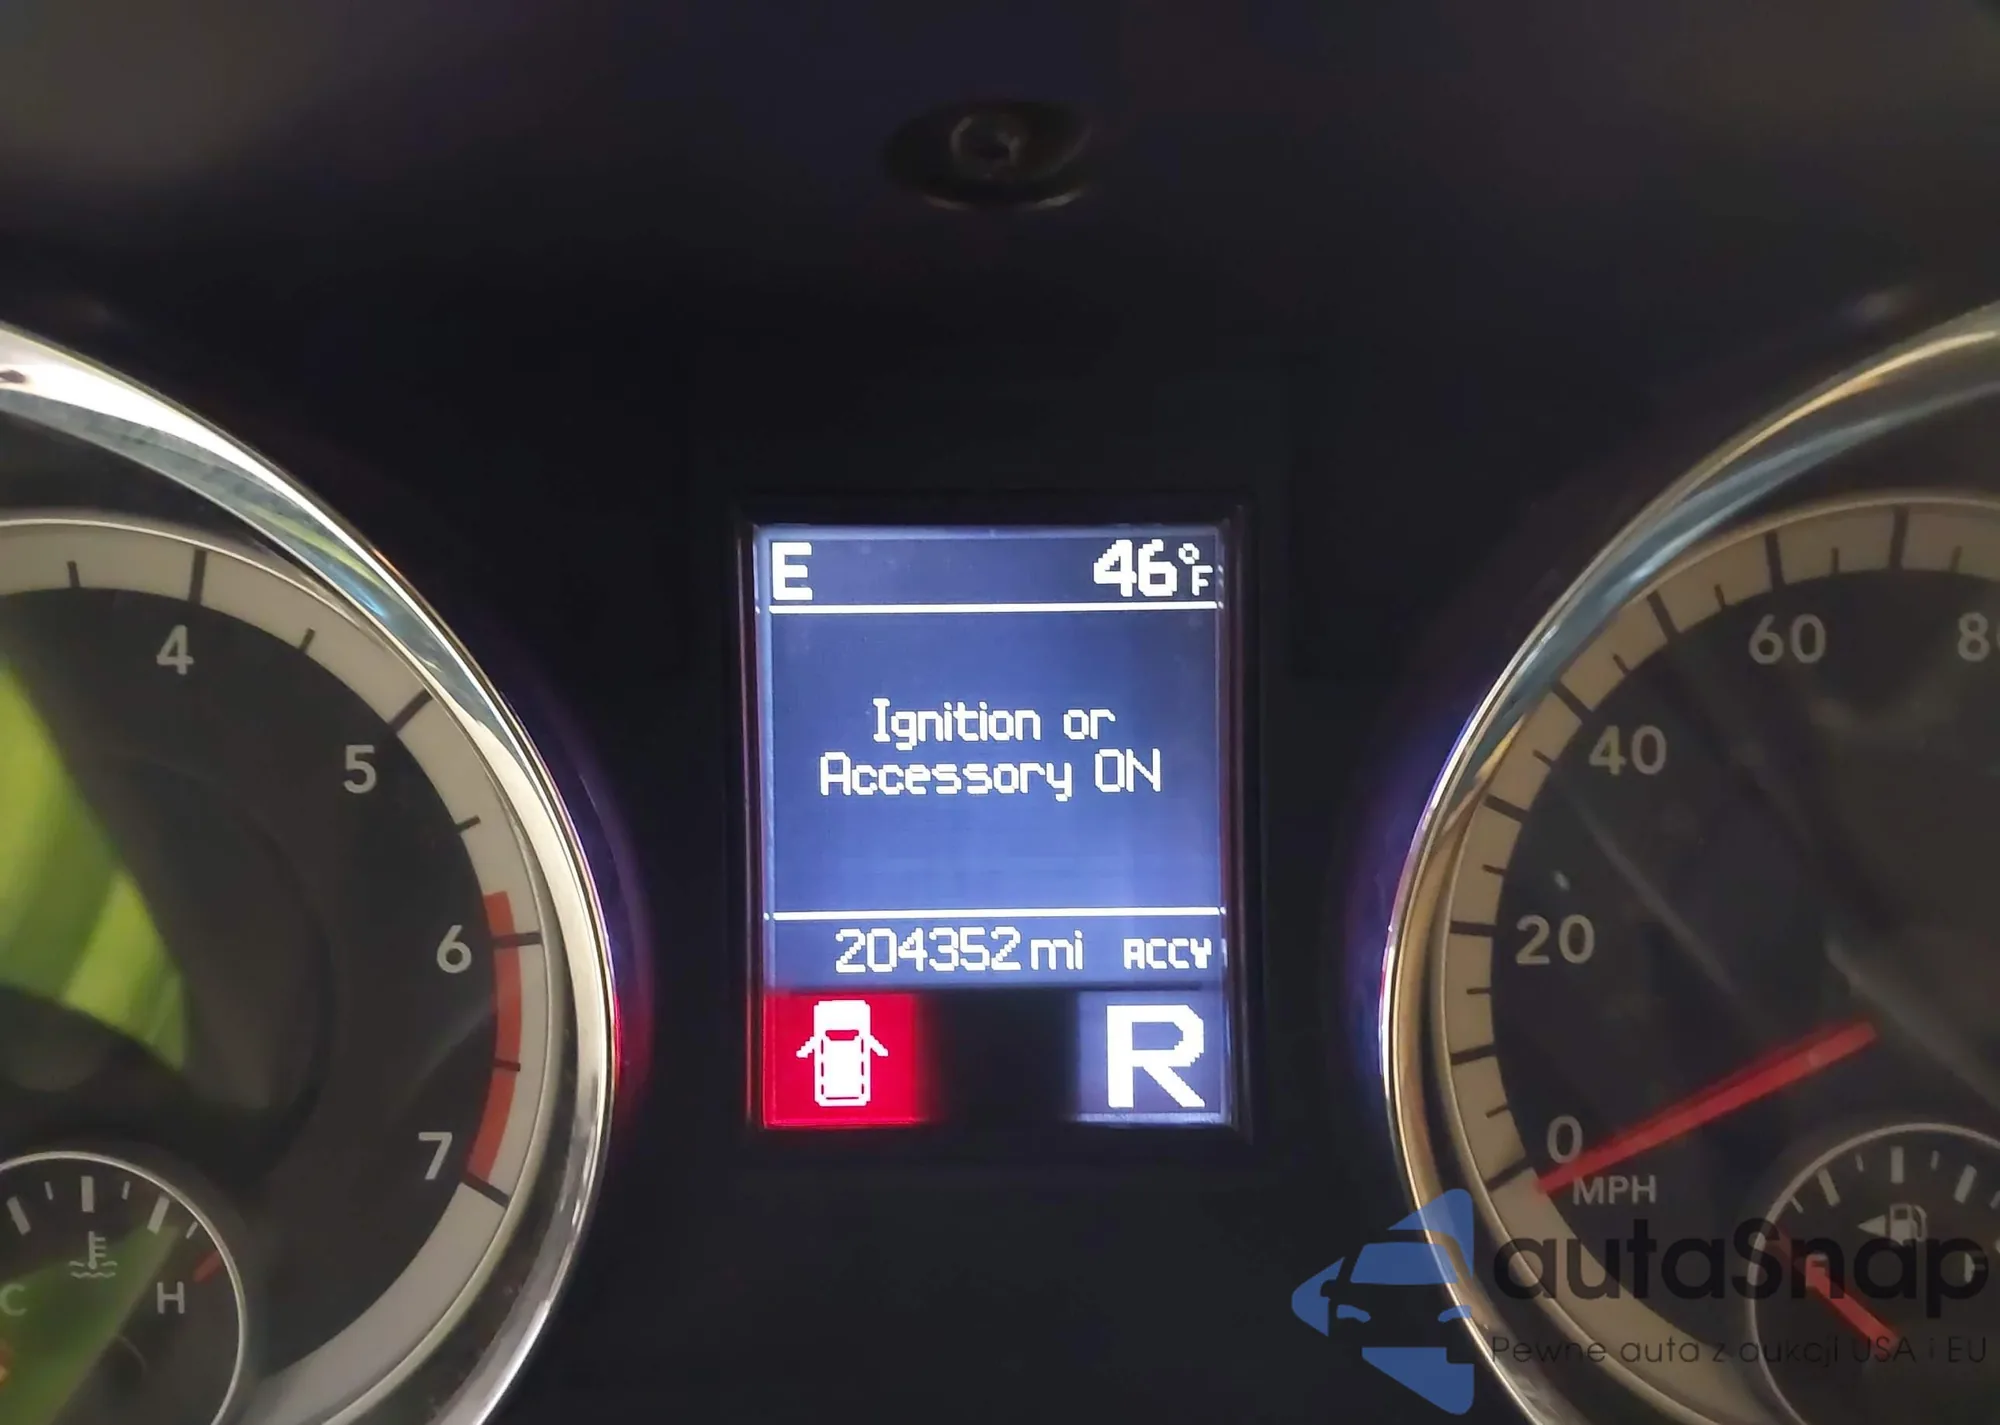 E 46°F
Ignition or
Accessory ON
204352 mi ACCY
R
4
5
6
7
C H
60
40
20
0
MPH
autaSnap
Pewne auta z aukcji USA i EU